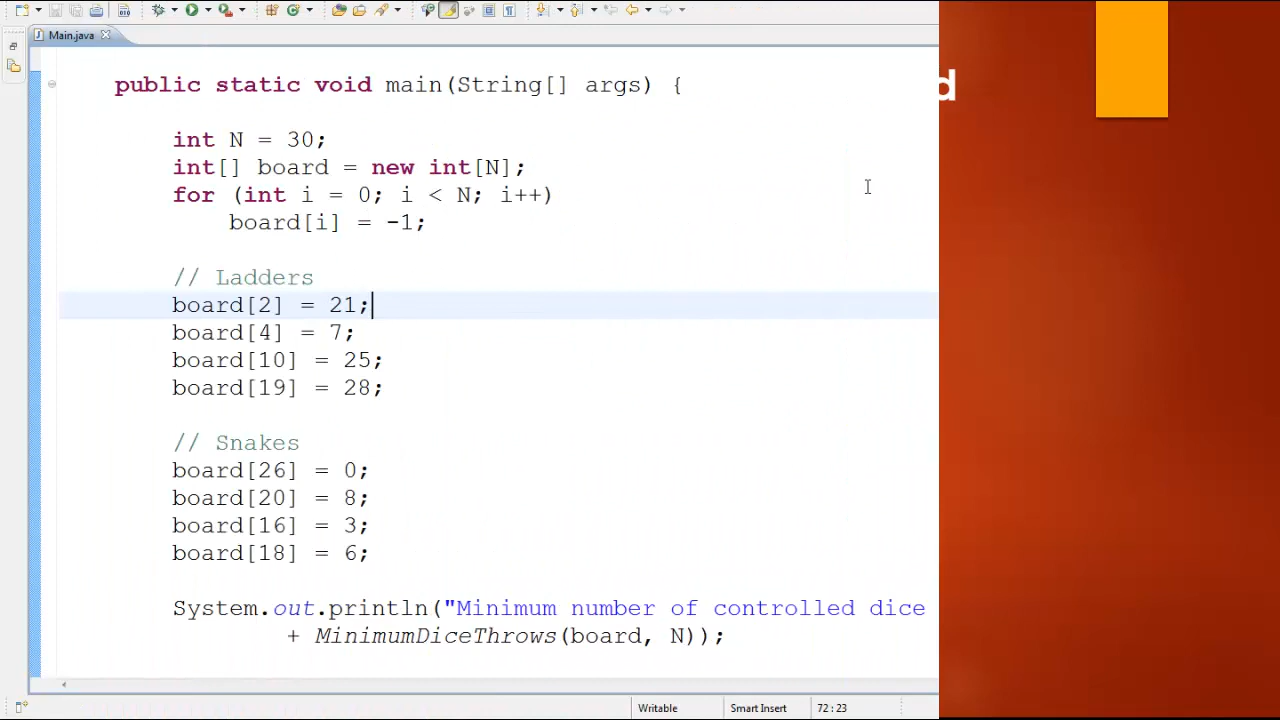 Main.java
public static void main(String[] args) {
d
int N = 30;
int[] board = new int[N];
for (int i = 0; i < N; i++)
board[i] = -1;
// Ladders
board[2] = 21;
board[4] = 7;
board[10] = 25;
board[19] = 28;
// Snakes
board[26] = 0;
board[20] = 8;
board[16] = 3;
board[18] = 6;
System.out.println("Minimum number of controlled dice
+ MinimumDiceThrows(board, N));
Writable
Smart Insert
72 : 23